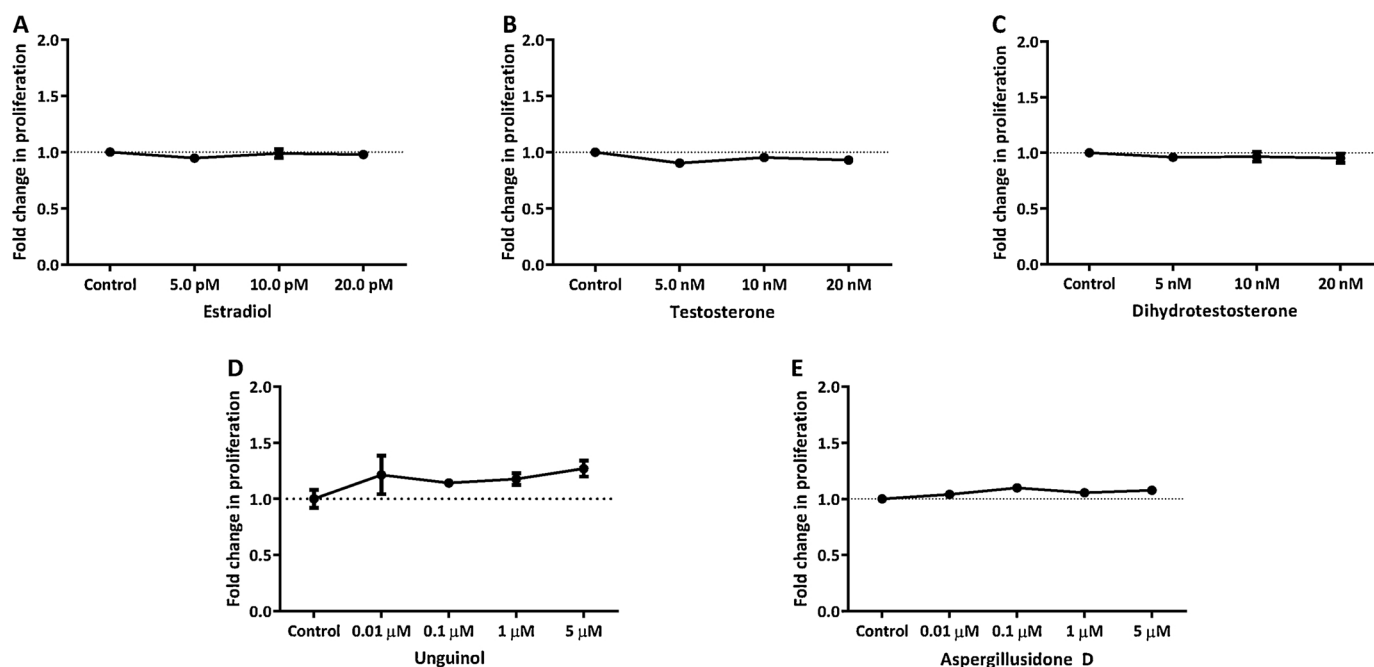 A
Fold change in proliferation
2.0
1.5
1.0
0.5
0.0
Control 5.0 pM 10.0 pM 20.0 pM
Estradiol
B
Fold change in proliferation
2.0
1.5
1.0
0.5
0.0
Control 5.0 nM 10 nM 20 nM
Testosterone
C
Fold change in proliferation
2.0
1.5
1.0
0.5
0.0
Control 5 nM 10 nM 20 nM
Dihydrotestosterone
D
Fold change in proliferation
2.0
1.5
1.0
0.5
0.0
Control 0.01 µM 0.1 µM 1 µM 5 µM
Unguinol
E
Fold change in proliferation
2.0
1.5
1.0
0.5
0.0
Control 0.01 µM 0.1 µM 1 µM 5 µM
Aspergillusidone D